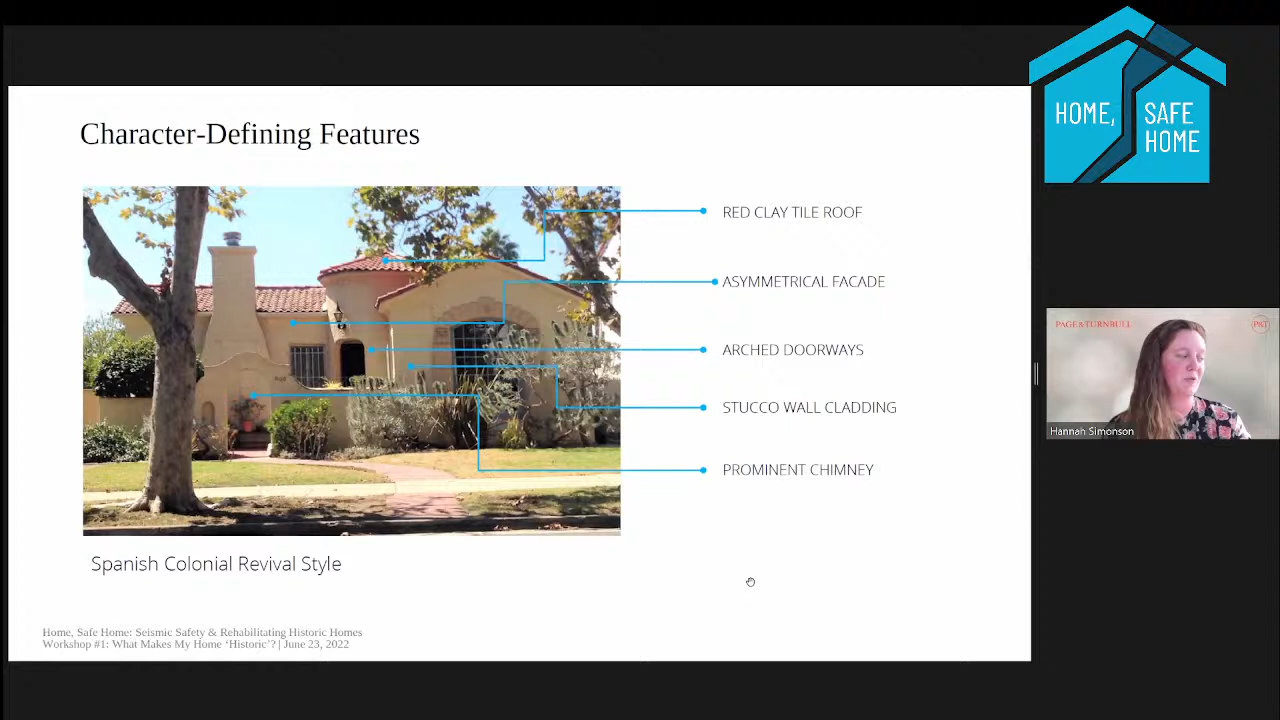 HOME, SAFE
HOME
Character-Defining Features
RED CLAY TILE ROOF
ASYMMETRICAL FACADE
ARCHED DOORWAYS
STUCCO WALL CLADDING
PROMINENT CHIMNEY
Spanish Colonial Revival Style
Home, Safe Home: Seismic Safety & Rehabilitating Historic Homes
Workshop #1: What Makes My Home ‘Historic’? | June 23, 2022
PAGE & TURNBULL
P&T
Hannah Simonson